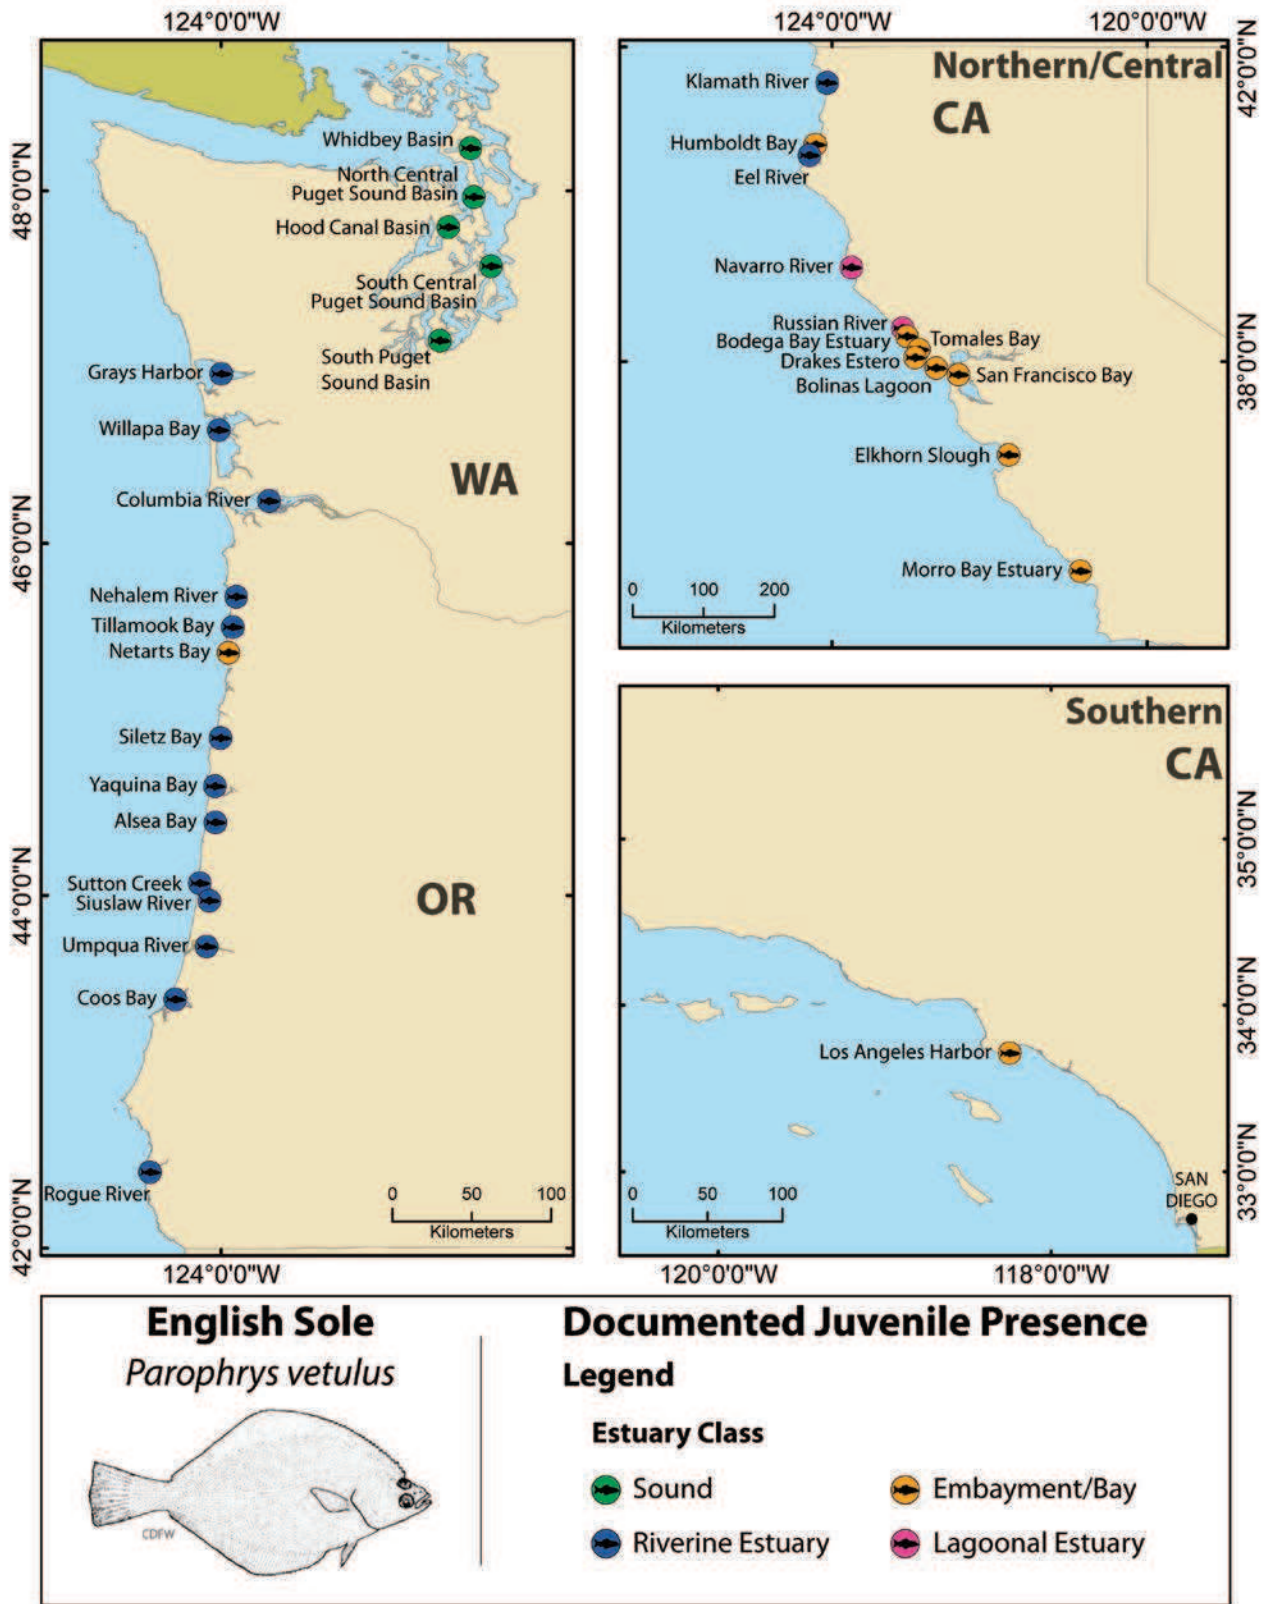 124°0'0"W
124°0'0"W
120°0'0"W
48°0'0"N
46°0'0"N
44°0'0"N
42°0'0"N
Whidbey Basin
North Central
Puget Sound Basin
Hood Canal Basin
South Central
Puget Sound Basin
South Puget
Sound Basin
Grays Harbor
Willapa Bay
WA
Columbia River
Nehalem River
Tillamook Bay
Netarts Bay
Siletz Bay
Yaquina Bay
Alsea Bay
Sutton Creek
Siuslaw River
OR
Umpqua River
Coos Bay
Rogue River
0 50 100
Kilometers
124°0'0"W
Northern/Central
CA
42°0'0"N
38°0'0"N
Klamath River
Humboldt Bay
Eel River
Navarro River
Russian River
Bodega Bay Estuary
Tomales Bay
Drakes Estero
Bolinas Lagoon
San Francisco Bay
Elkhorn Slough
Morro Bay Estuary
0 100 200
Kilometers
Southern
CA
35°0'0"N
34°0'0"N
33°0'0"N
Los Angeles Harbor
SAN
DIEGO
0 50 100
Kilometers
120°0'0"W
118°0'0"W
English Sole
Parophrys vetulus
CDFW
Documented Juvenile Presence
Legend
Estuary Class
Sound
Embayment/Bay
Riverine Estuary
Lagoonal Estuary